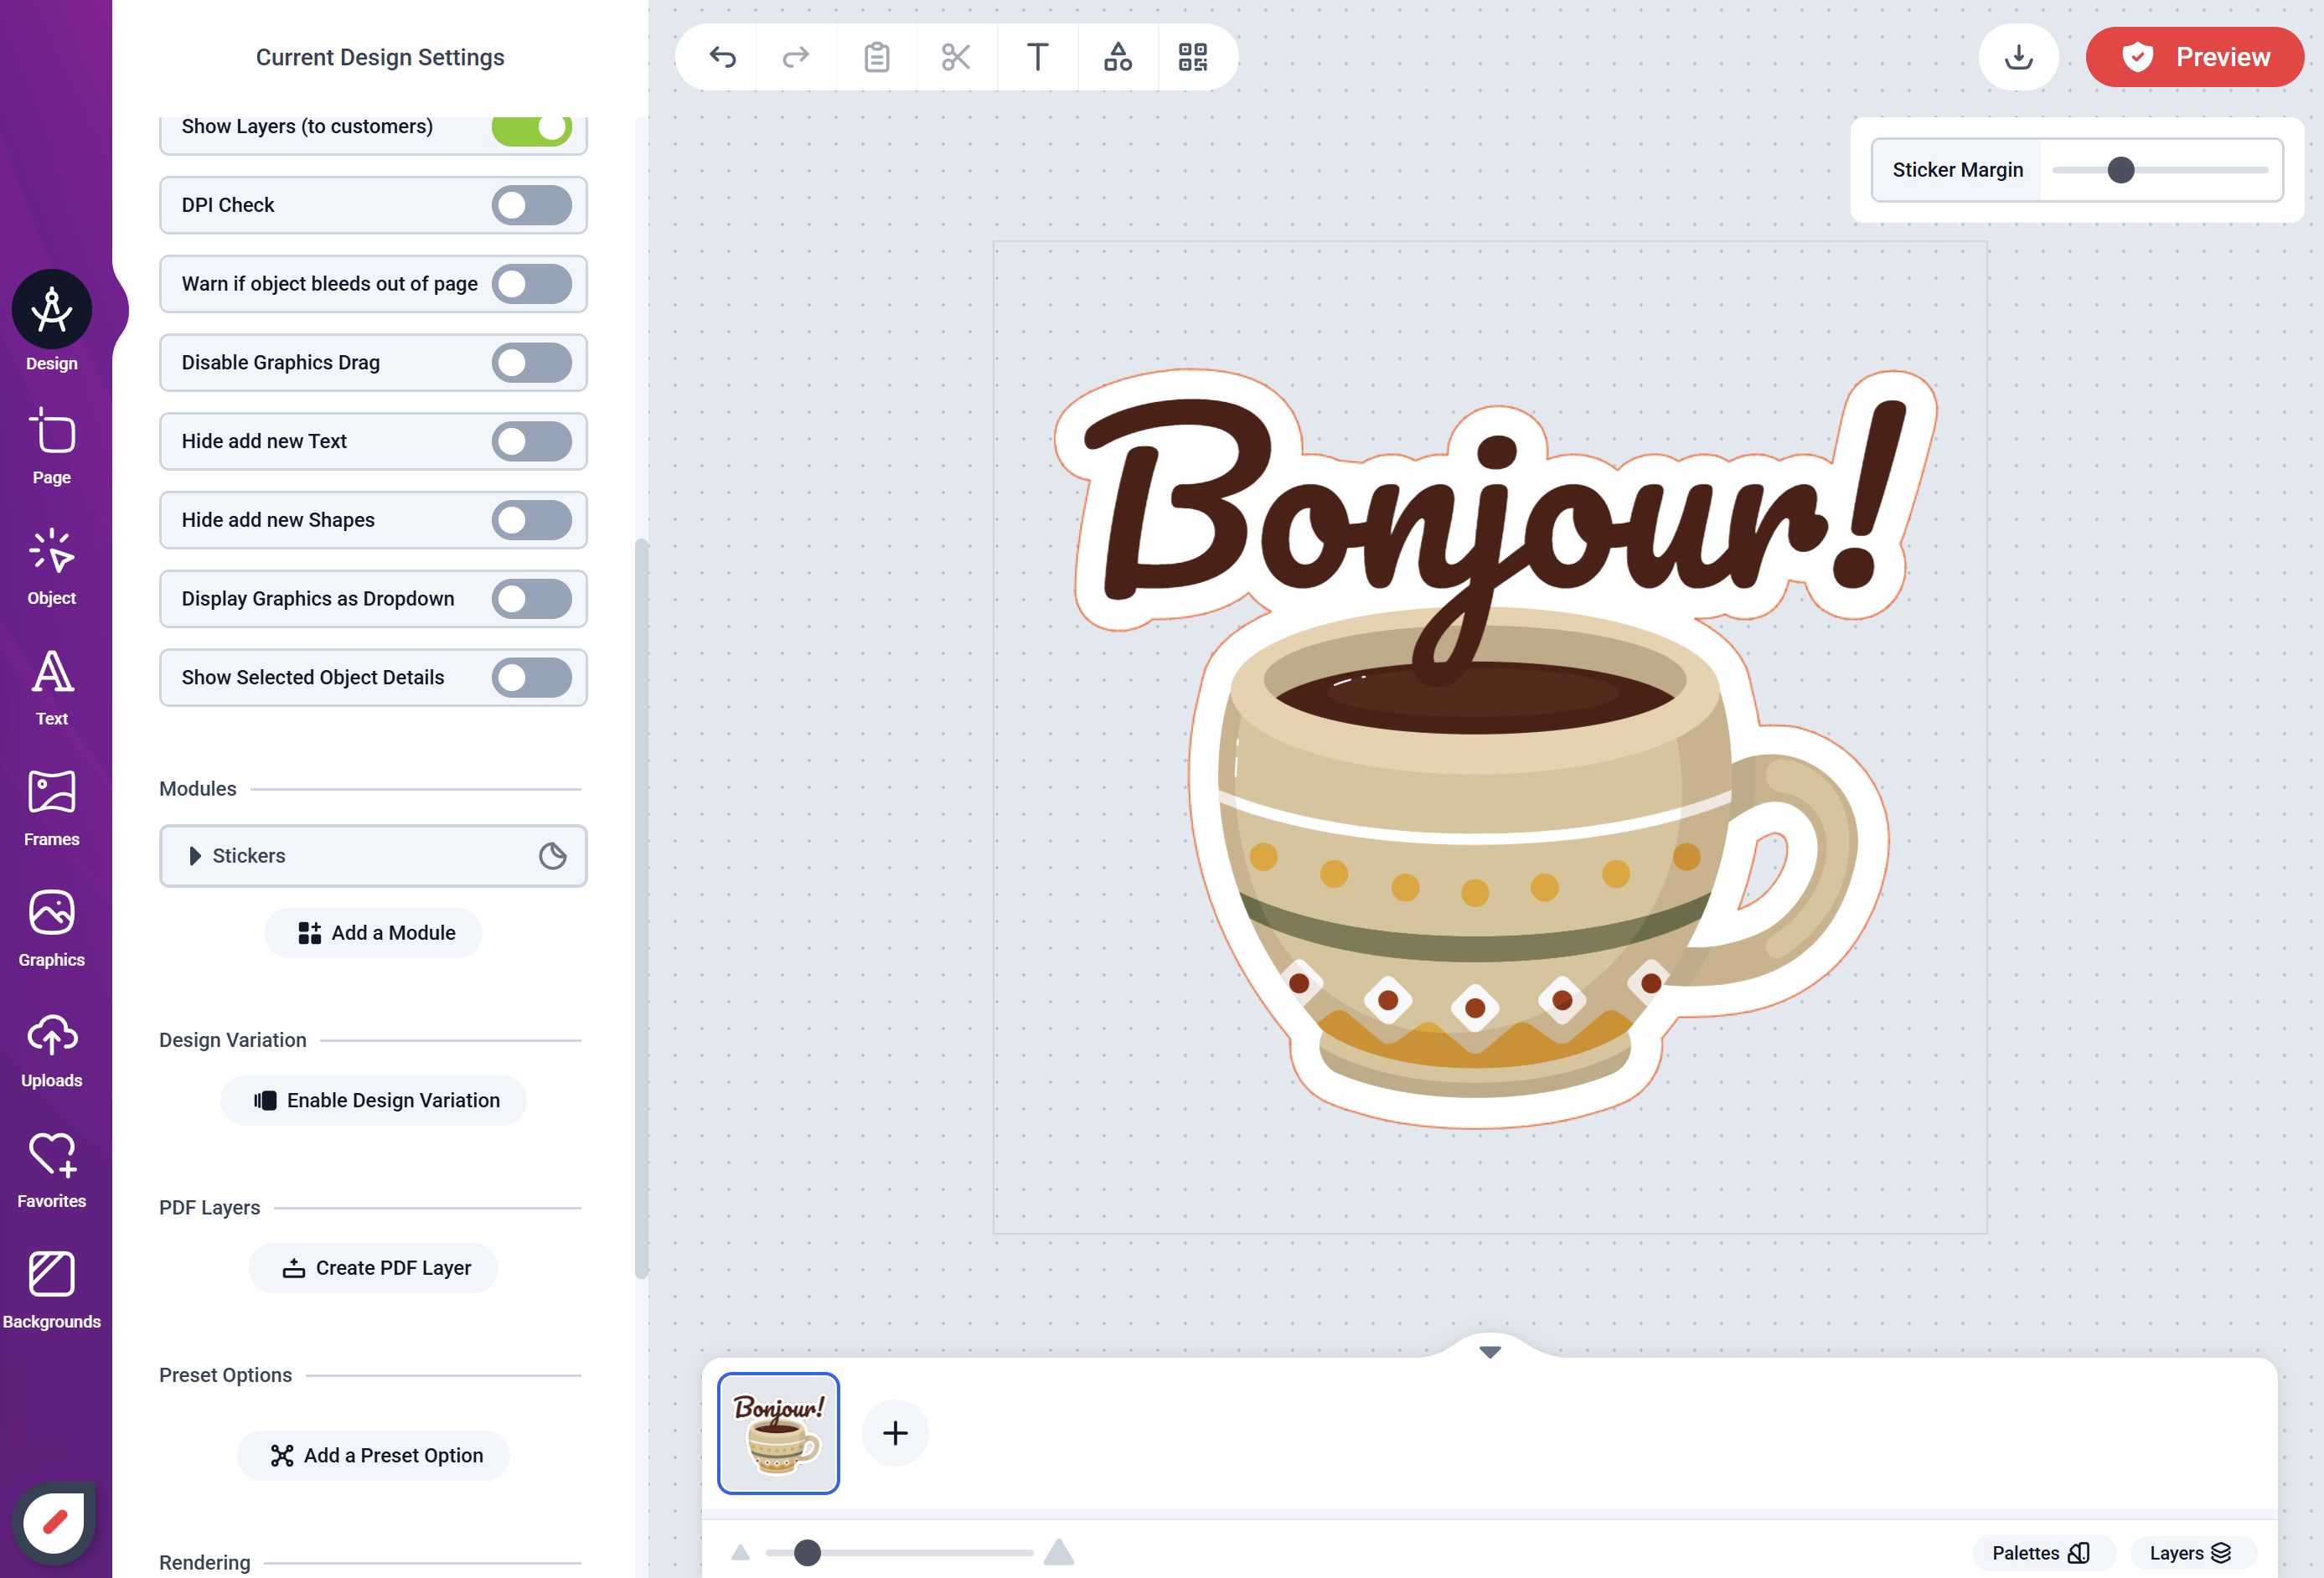 Current Design Settings
Show Layers (to customers)
DPI Check
Warn if object bleeds out of page
Disable Graphics Drag
Hide add new Text
Hide add new Shapes
Display Graphics as Dropdown
Show Selected Object Details
Modules
Stickers
Add a Module
Design Variation
Enable Design Variation
PDF Layers
Create PDF Layer
Preset Options
Add a Preset Option
Rendering
Design
Page
Object
Text
Frames
Graphics
Uploads
Favorites
Backgrounds
Preview
Sticker Margin
Bonjour!
Bonjour!
Palettes
Layers